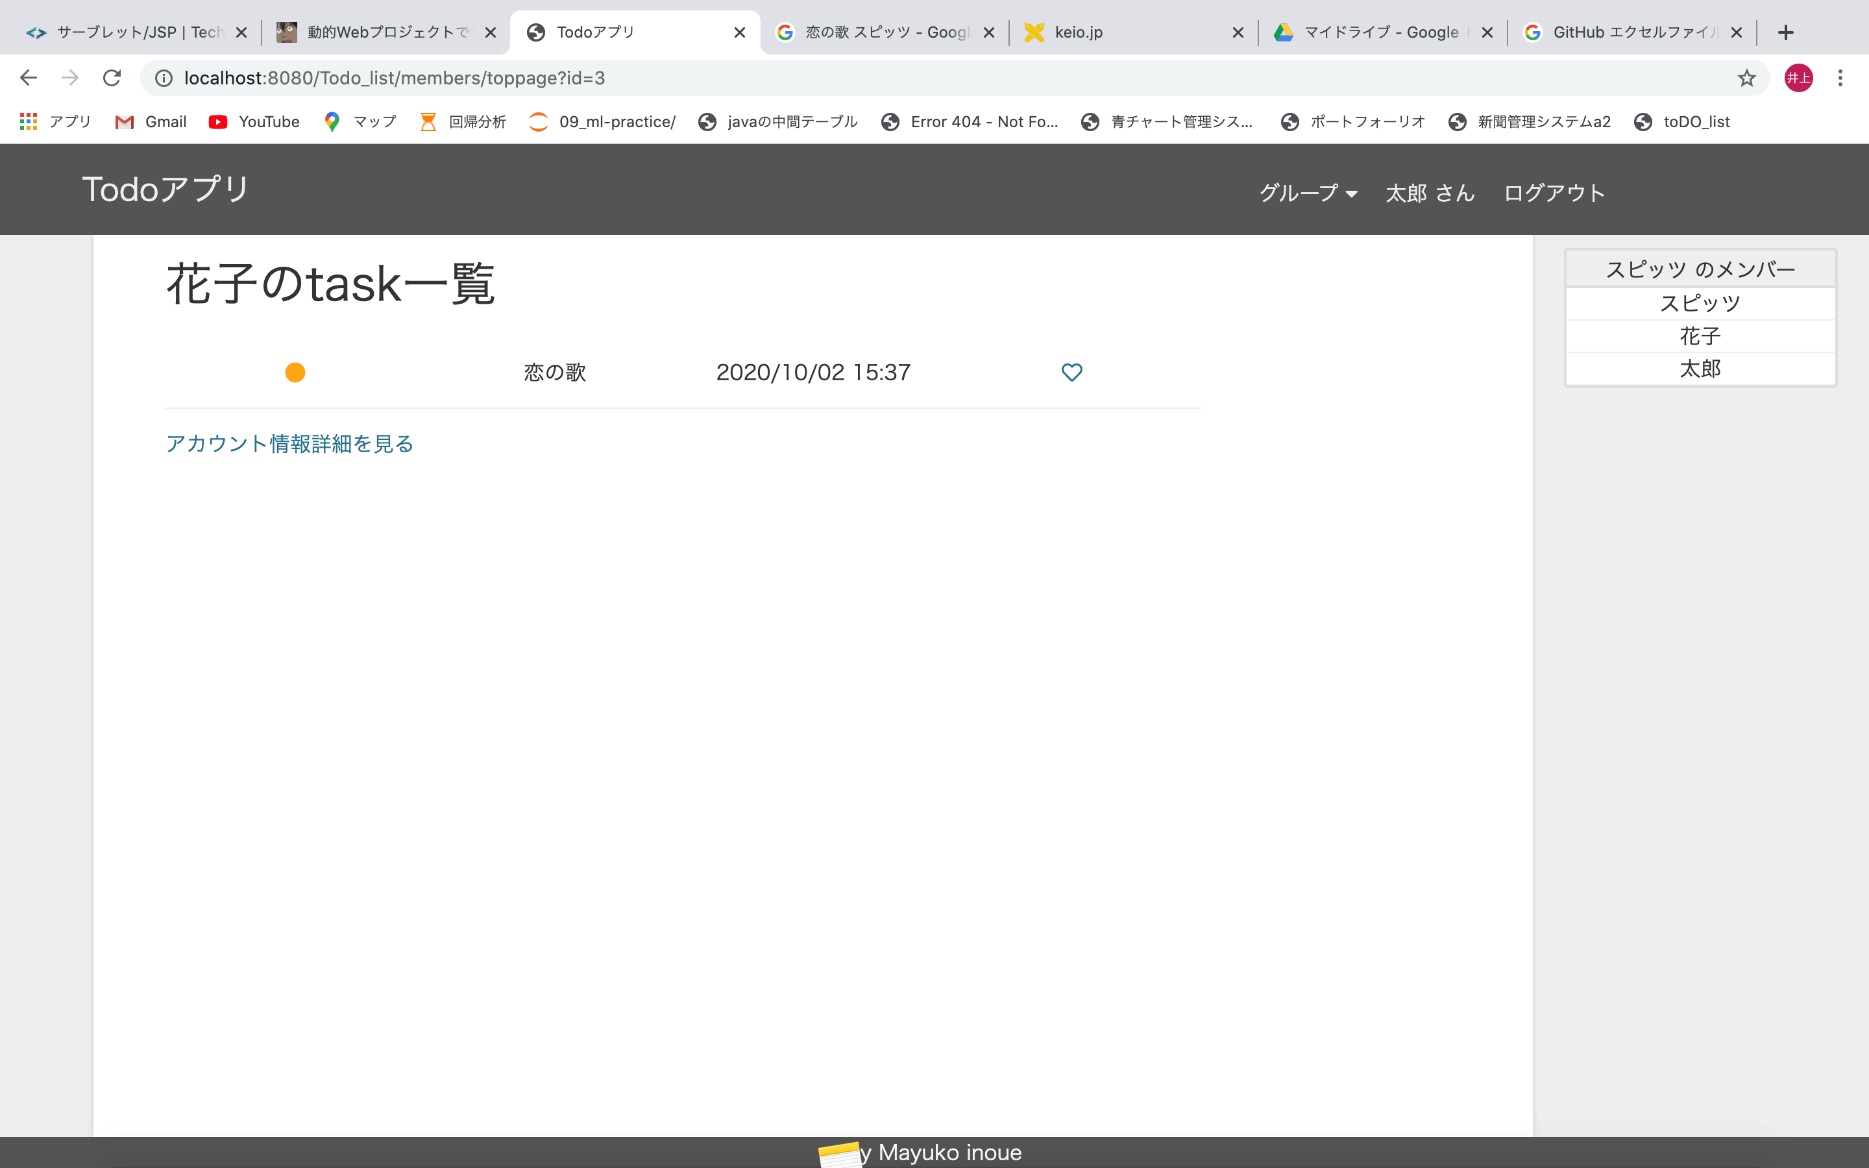 サーブレット/JSP | Tech
動的Webプロジェクトで
Todoアプリ
恋の歌 スピッツ - Googl
keio.jp
マイドライブ - Google
GitHub エクセルファイル
localhost:8080/Todo_list/members/toppage?id=3
井上
アプリ
Gmail
YouTube
マップ
回帰分析
09_ml-practice/
javaの中間テーブル
Error 404 - Not Fo...
青チャート管理シス...
ポートフォーリオ
新聞管理システムa2
toDO_list
Todoアプリ
グループ
太郎 さん
ログアウト
花子のtask一覧
恋の歌
2020/10/02 15:37
アカウント情報詳細を見る
スピッツ のメンバー
スピッツ
花子
太郎
y Mayuko inoue